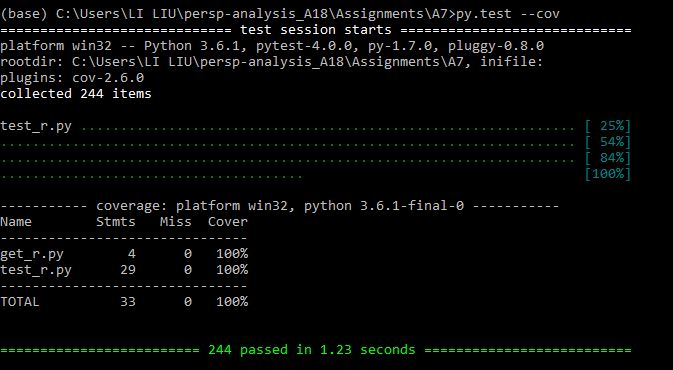 (base) C:\Users\LI LIU\persp-analysis_A18\Assignments\A7>py.test --cov
============================= test session starts =============================
platform win32 -- Python 3.6.1, pytest-4.0.0, py-1.7.0, pluggy-0.8.0
rootdir: C:\Users\LI LIU\persp-analysis_A18\Assignments\A7, inifile:
plugins: cov-2.6.0
collected 244 items

test_r.py .............................................................. [ 25%]
........................................................................ [ 54%]
........................................................................ [ 84%]
......................................                                   [100%]

----------- coverage: platform win32, python 3.6.1-final-0 -----------
Name        Stmts   Miss  Cover
-------------------------------
get_r.py        4      0   100%
test_r.py      29      0   100%
-------------------------------
TOTAL          33      0   100%

========================= 244 passed in 1.23 seconds ==========================